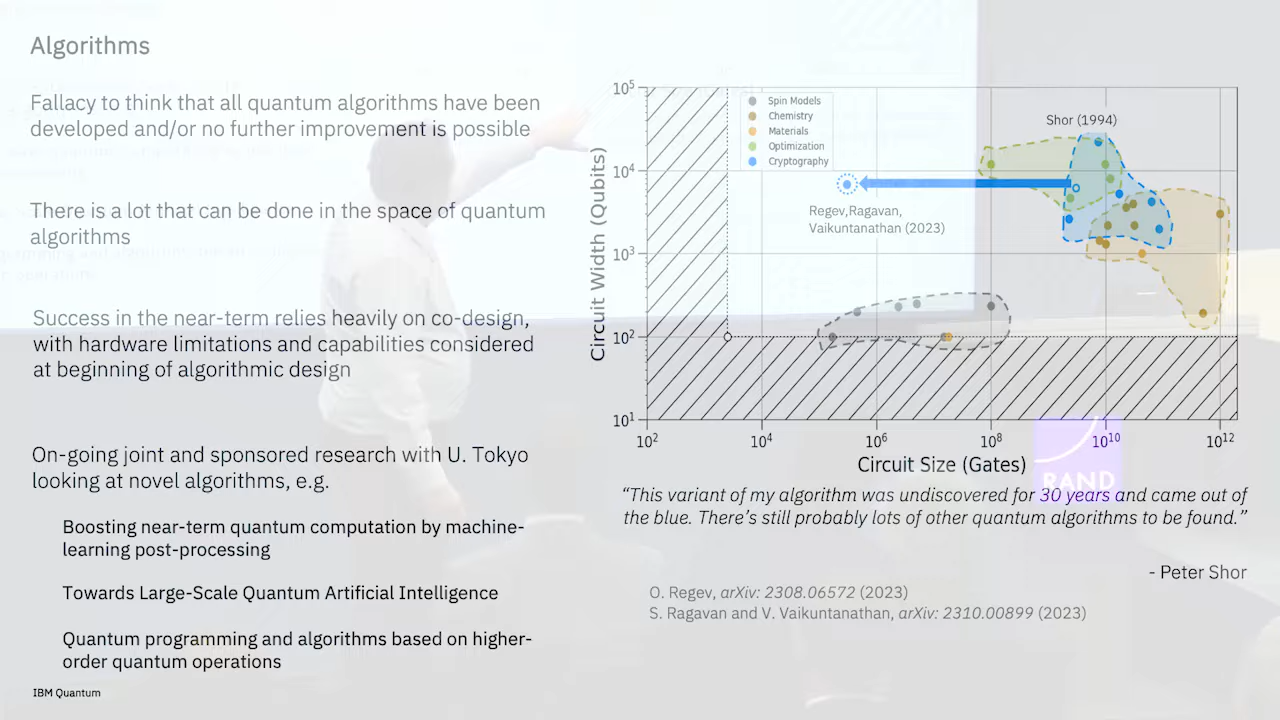 Algorithms
Fallacy to think that all quantum algorithms have been
developed and/or no further improvement is possible
There is a lot that can be done in the space of quantum
algorithms
Success in the near-term relies heavily on co-design,
with hardware limitations and capabilities considered
at beginning of algorithmic design
On-going joint and sponsored research with U. Tokyo
looking at novel algorithms, e.g.
Boosting near-term quantum computation by machine-
learning post-processing
Towards Large-Scale Quantum Artificial Intelligence
Quantum programming and algorithms based on higher-
order quantum operations
IBM Quantum
Circuit Width (Qubits)
10⁵
10⁴
10³
10²
10¹
Spin Models
Chemistry
Materials
Optimization
Cryptography
Shor (1994)
Regev,Ragavan,
Vaikuntanathan (2023)
10² 10⁴ 10⁶ 10⁸ 10¹⁰ 10¹²
Circuit Size (Gates)
RAND
“This variant of my algorithm was undiscovered for 30 years and came out of
the blue. There’s still probably lots of other quantum algorithms to be found.”
- Peter Shor
O. Regev, arXiv: 2308.06572 (2023)
S. Ragavan and V. Vaikuntanathan, arXiv: 2310.00899 (2023)